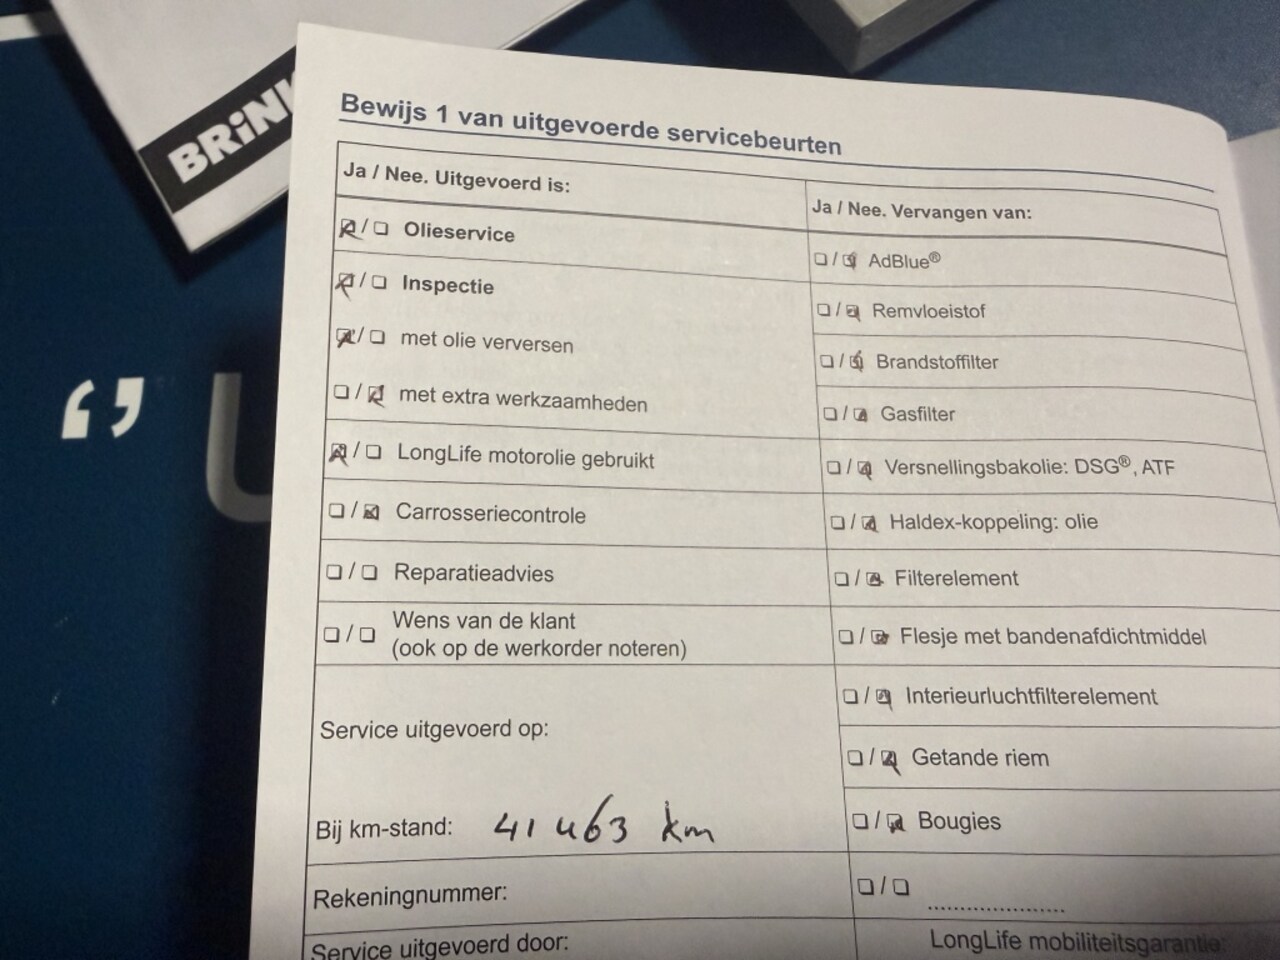 BRiNK
Bewijs 1 van uitgevoerde servicebeurten
Ja / Nee. Uitgevoerd is:
Olieservice
Inspectie
met olie verversen
met extra werkzaamheden
LongLife motorolie gebruikt
Carrosseriecontrole
Reparatieadvies
Wens van de klant
(ook op de werkorder noteren)
Service uitgevoerd op:
Bij km-stand: 41 463 km
Rekeningnummer:
Service uitgevoerd door:
Ja / Nee. Vervangen van:
AdBlue®
Remvloeistof
Brandstoffilter
Gasfilter
Versnellingsbakolie: DSG®, ATF
Haldex-koppeling: olie
Filterelement
Flesje met bandenafdichtmiddel
Interieurluchtfilterelement
Getande riem
Bougies
LongLife mobiliteitsgarantie: